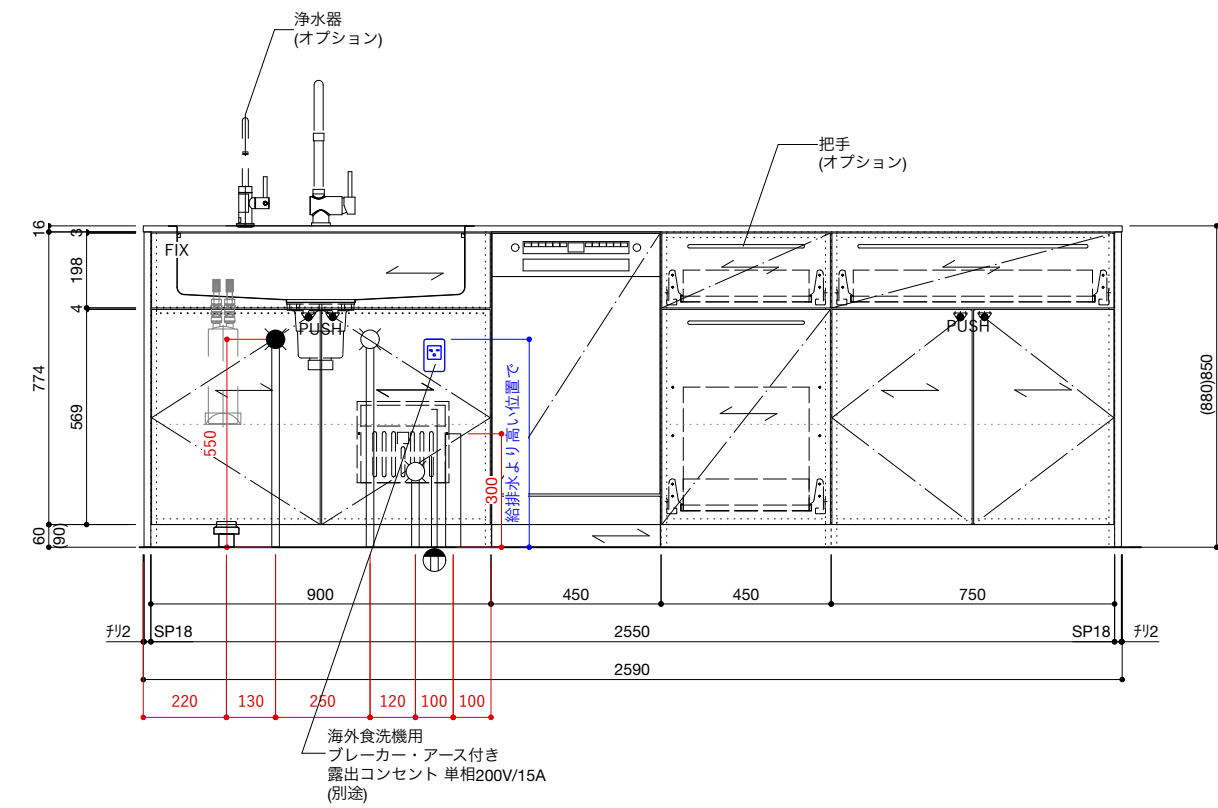 浄水器
(オプション)
把手
(オプション)
FIX
PUSH
PUSH
16
3
198
4
774
569
60
(90)
550
300
給排水より高い位置で
(880)850
900
450
450
750
チリ2
SP18
2550
SP18
チリ2
2590
220
130
250
120
100
100
海外食洗機用
ブレーカー・アース付き
露出コンセント 単相200V/15A
(別途)